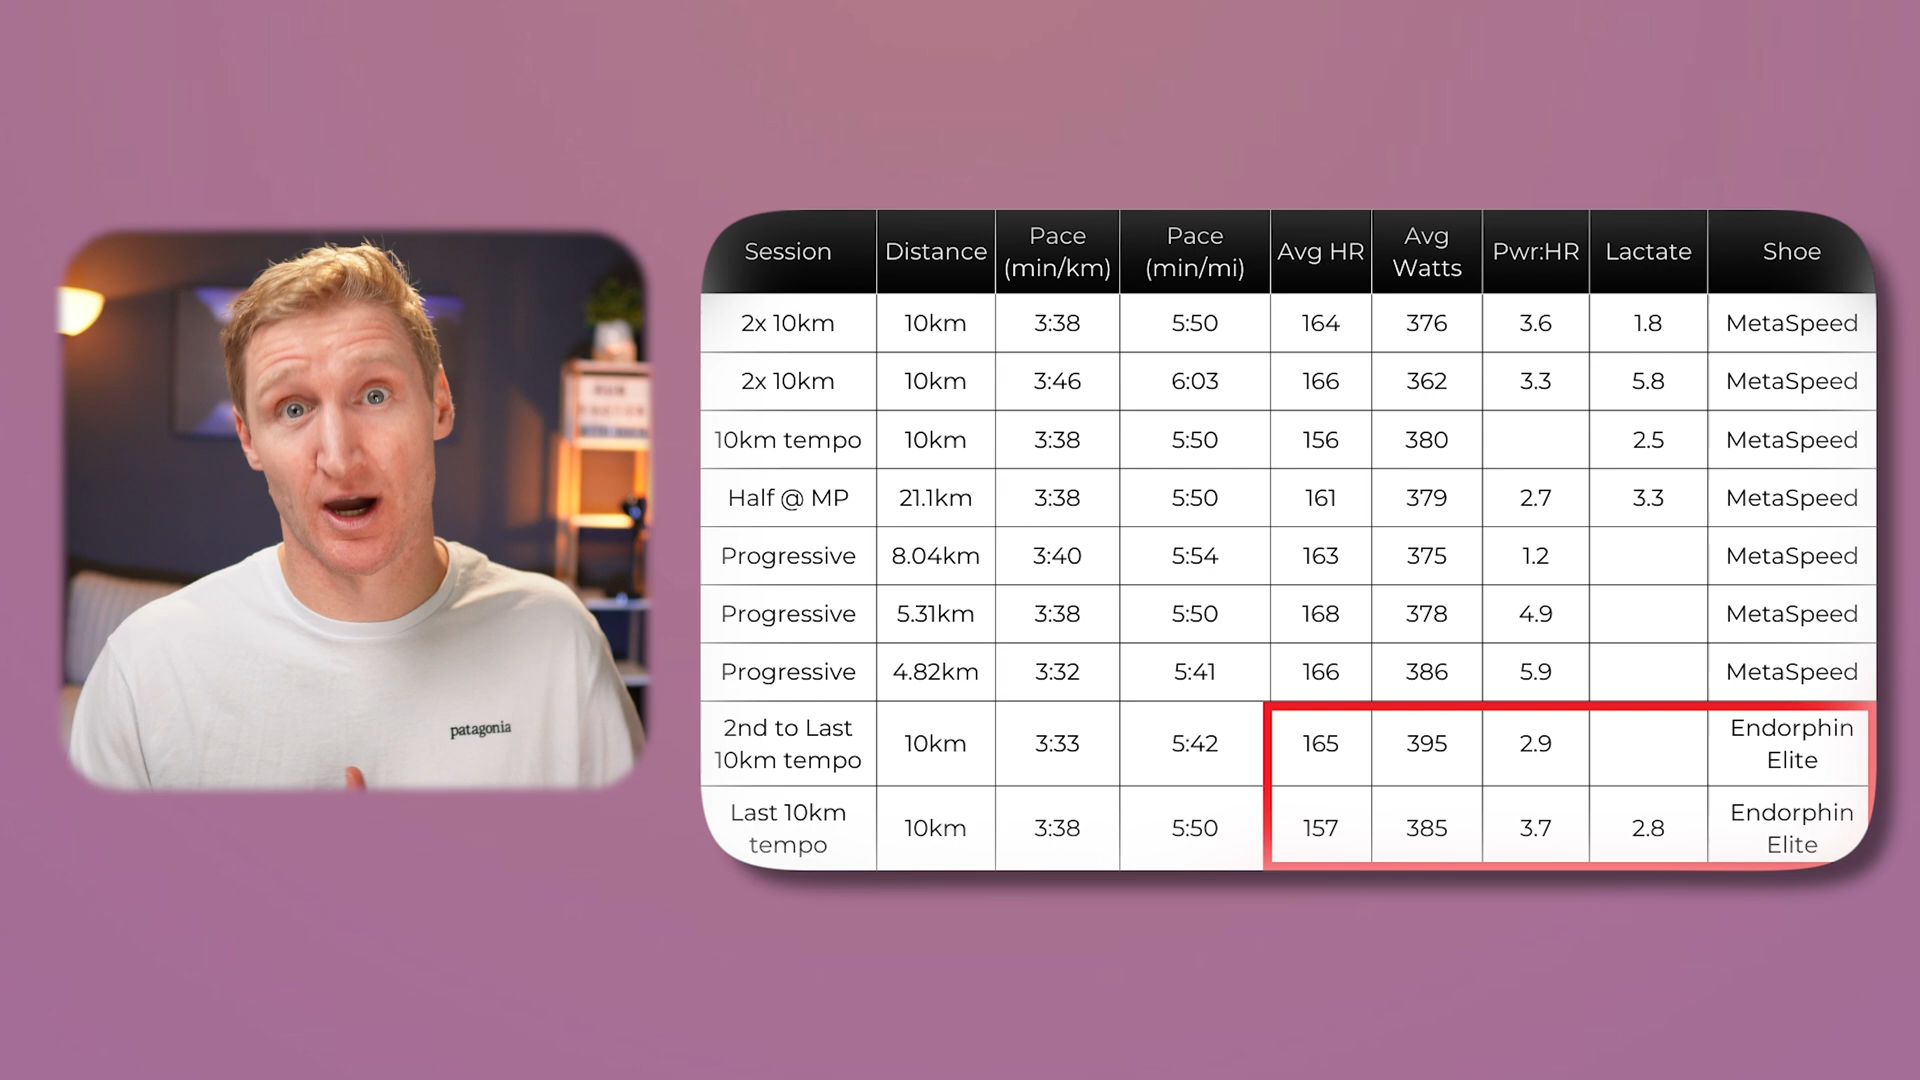 patagonia
Session Distance Pace (min/km) Pace (min/mi) Avg HR Avg Watts Pwr:HR Lactate Shoe
2x 10km 10km 3:38 5:50 164 376 3.6 1.8 MetaSpeed
2x 10km 10km 3:46 6:03 166 362 3.3 5.8 MetaSpeed
10km tempo 10km 3:38 5:50 156 380 2.5 MetaSpeed
Half @ MP 21.1km 3:38 5:50 161 379 2.7 3.3 MetaSpeed
Progressive 8.04km 3:40 5:54 163 375 1.2 MetaSpeed
Progressive 5.31km 3:38 5:50 168 378 4.9 MetaSpeed
Progressive 4.82km 3:32 5:41 166 386 5.9 MetaSpeed
2nd to Last 10km tempo 10km 3:33 5:42 165 395 2.9 Endorphin Elite
Last 10km tempo 10km 3:38 5:50 157 385 3.7 2.8 Endorphin Elite